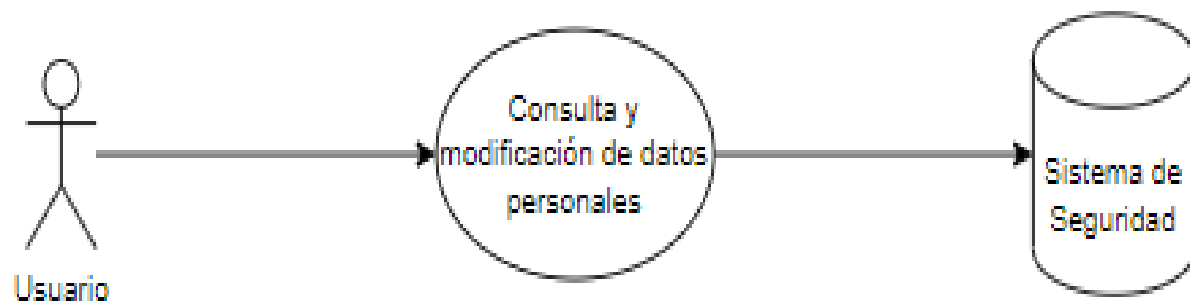 Usuario
Consulta y
modificación de datos
personales
Sistema de
Seguridad